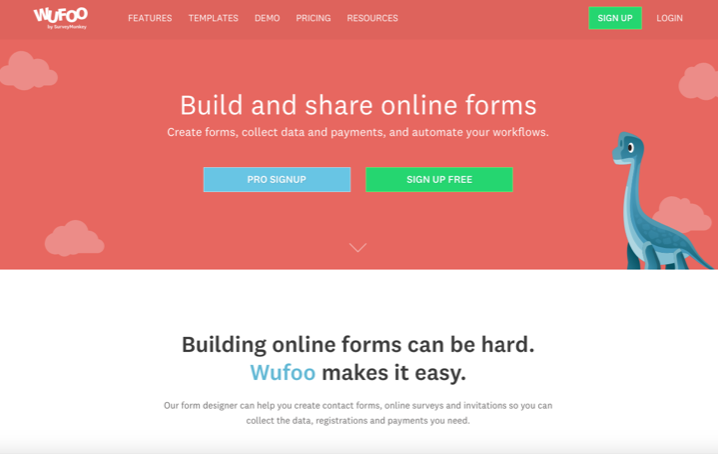 WUFOO
by SurveyMonkey
FEATURES TEMPLATES DEMO PRICING RESOURCES SIGN UP LOGIN
Build and share online forms
Create forms, collect data and payments, and automate your workflows.
PRO SIGNUP SIGN UP FREE
Building online forms can be hard.
Wufoo makes it easy.
Our form designer can help you create contact forms, online surveys and invitations so you can
collect the data, registrations and payments you need.